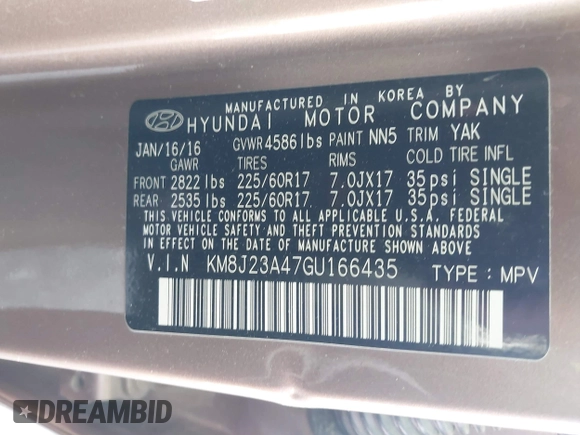 MANUFACTURED IN KOREA BY
HYUNDAI MOTOR COMPANY
JAN/16/16 GVWR 4586lbs PAINT NN5 TRIM YAK
GAWR TIRES RIMS COLD TIRE INFL
FRONT 2822 lbs 225/60R17 7.0JX17 35psi SINGLE
REAR 2535 lbs 225/60R17 7.0JX17 35psi SINGLE
THIS VEHICLE CONFORMS TO ALL APPLICABLE U.S.A. FEDERAL
MOTOR VEHICLE SAFETY AND THEFT PREVENTION STANDARDS
IN EFFECT ON THE DATE OF MANUFACTURE SHOWN ABOVE.
V.I.N KM8J23A47GU166435 TYPE : MPV
DREAMBID